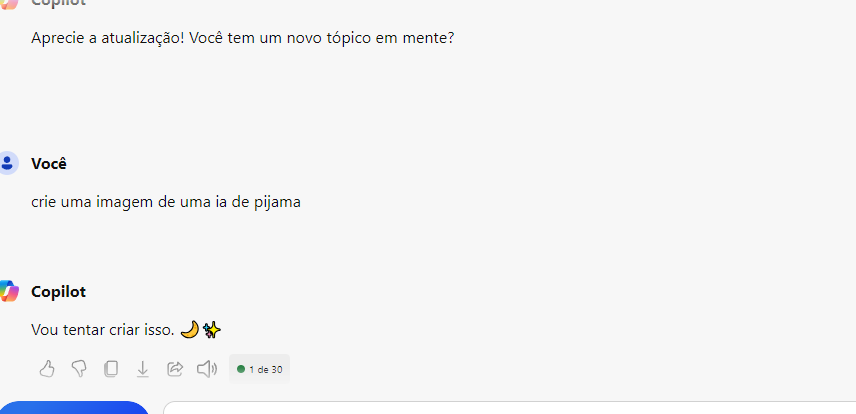 Copilot
Aprecie a atualização! Você tem um novo tópico em mente?
Você
crie uma imagem de uma ia de pijama
Copilot
Vou tentar criar isso. 🌙✨
1 de 30